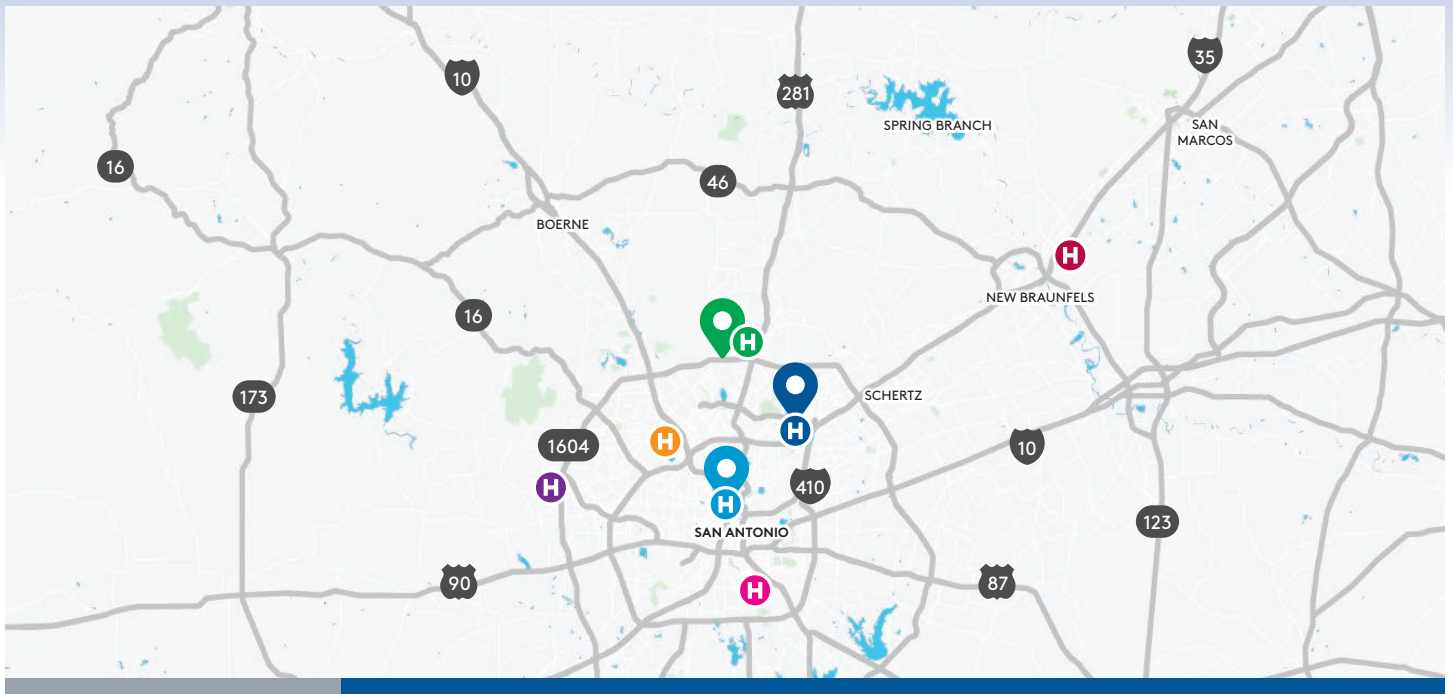 10
35
281
SPRING BRANCH
SAN
MARCOS
16
46
BOERNE
H
NEW BRAUNFELS
16
H
173
SCHERTZ
H
1604
H
10
H
410
H
SAN ANTONIO
123
90
H
87